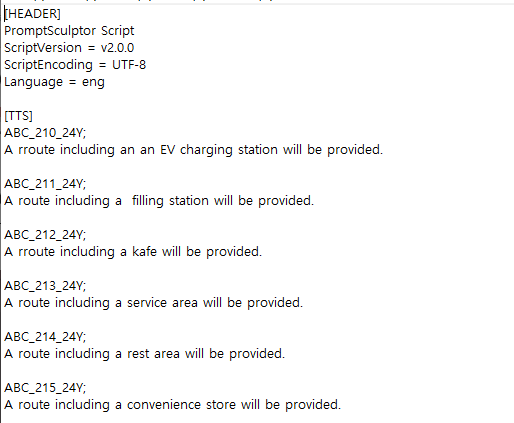 [HEADER]
PromptSculptor Script
ScriptVersion = v2.0.0
ScriptEncoding = UTF-8
Language = eng

[TTS]
ABC_210_24Y;
A rroute including an an EV charging station will be provided.

ABC_211_24Y;
A route including a  filling station will be provided.

ABC_212_24Y;
A rroute including a kafe will be provided.

ABC_213_24Y;
A route including a service area will be provided.

ABC_214_24Y;
A route including a rest area will be provided.

ABC_215_24Y;
A route including a convenience store will be provided.